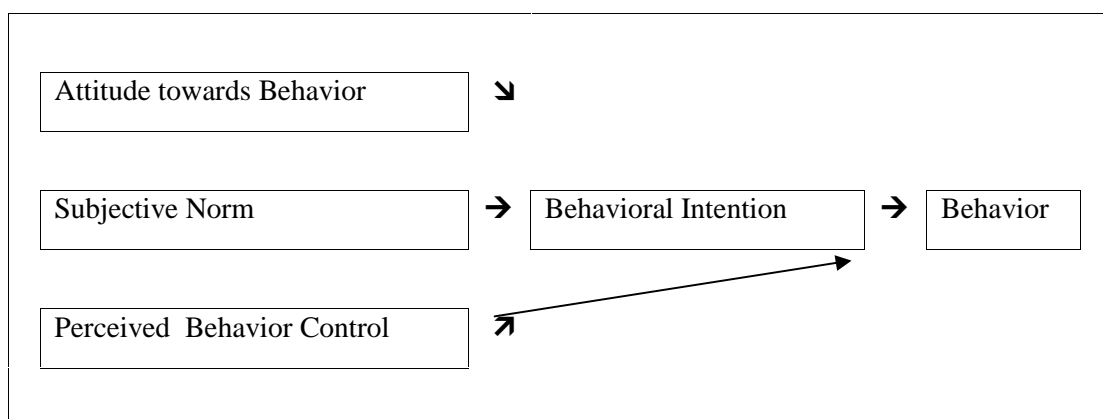 Attitude towards Behavior
Subjective Norm
Behavioral Intention
Behavior
Perceived  Behavior Control